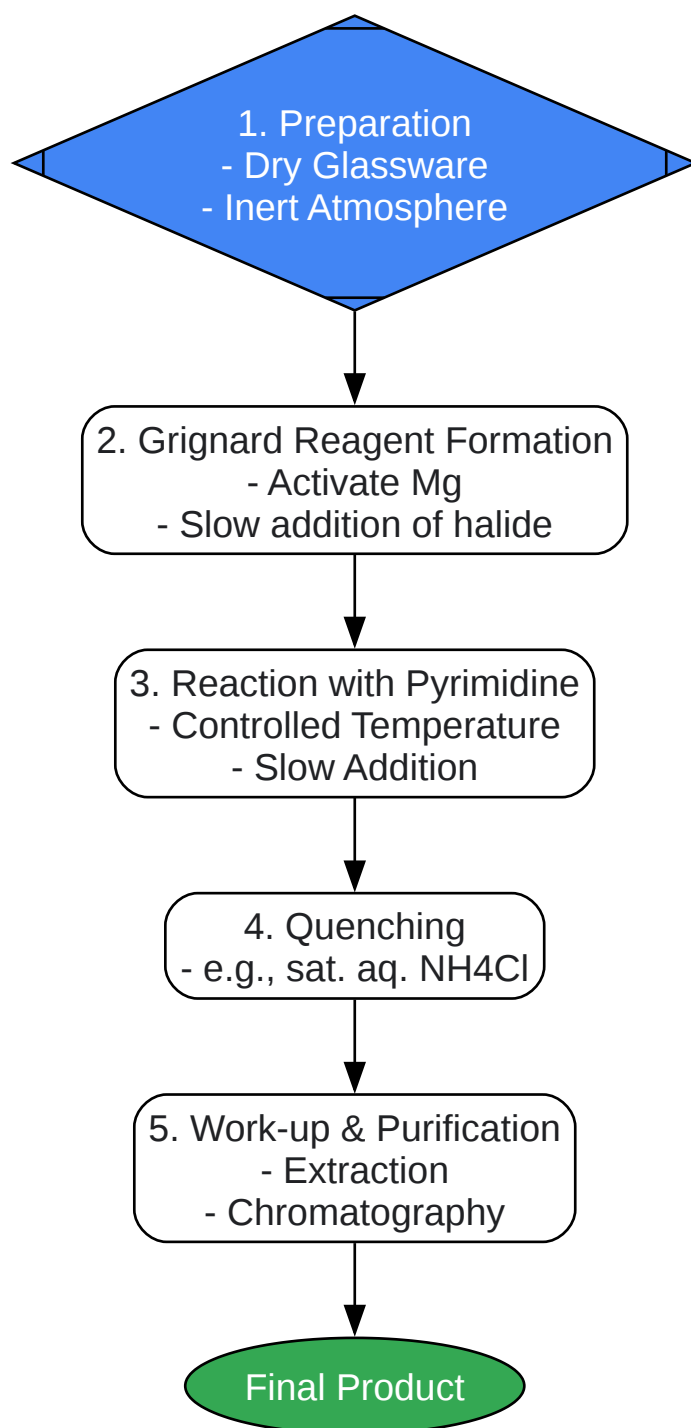 1. Preparation
- Dry Glassware
- Inert Atmosphere
2. Grignard Reagent Formation
- Activate Mg
- Slow addition of halide
3. Reaction with Pyrimidine
- Controlled Temperature
- Slow Addition
4. Quenching
- e.g., sat. aq. NH4Cl
5. Work-up & Purification
- Extraction
- Chromatography
Final Product